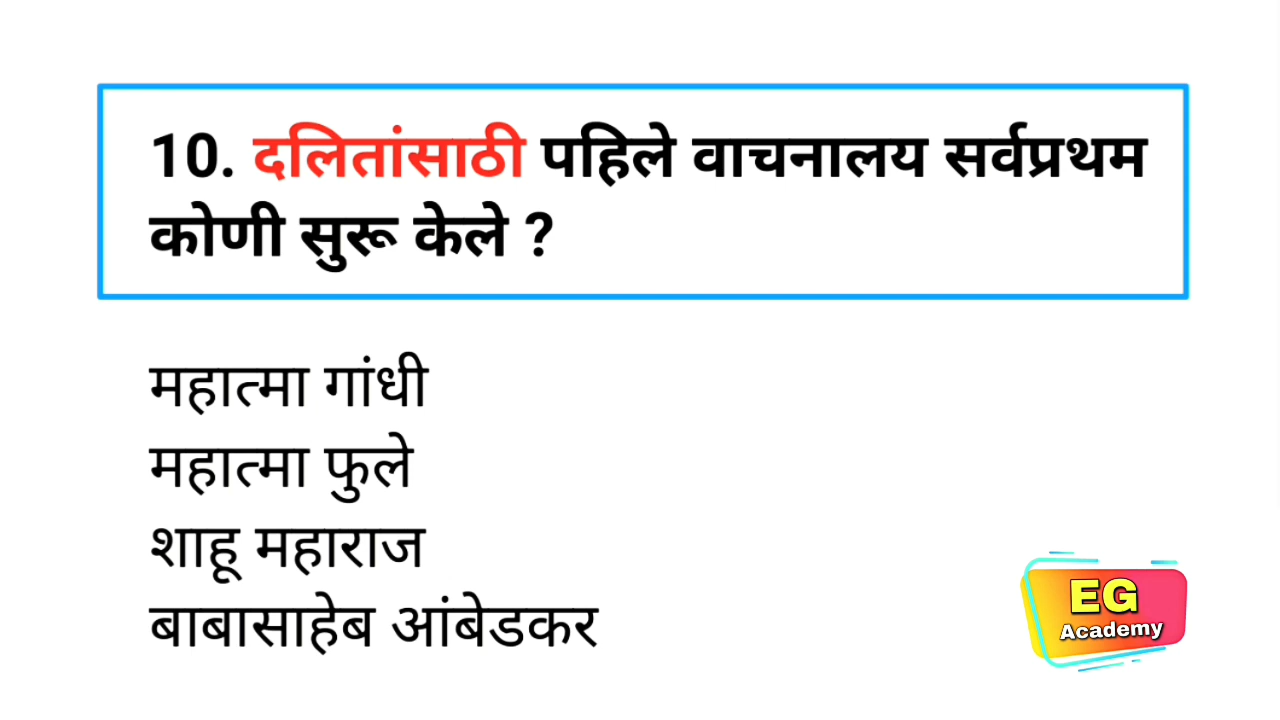 10. दलितांसाठी पहिले वाचनालय सर्वप्रथम
कोणी सुरू केले ?
महात्मा गांधी
महात्मा फुले
शाहू महाराज
बाबासाहेब आंबेडकर
EG
Academy